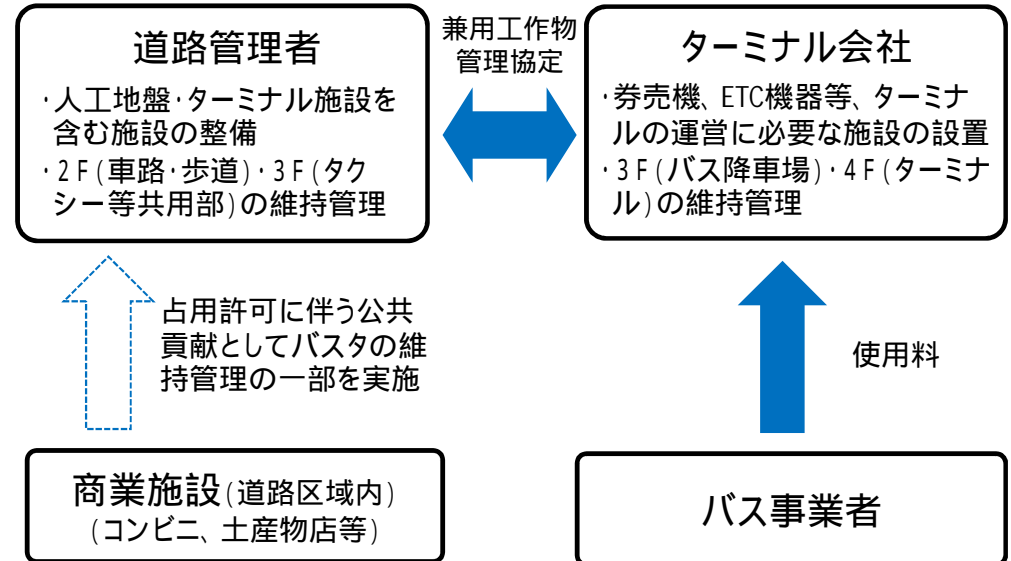 道路管理者
･人工地盤･ターミナル施設を
含む施設の整備
･2F(車路･歩道)･3F(タク
シー等共用部)の維持管理
兼用工作物
管理協定
ターミナル会社
･券売機、ETC機器等、ターミナ
ルの運営に必要な施設の設置
･3F(バス降車場)･4F(ターミナ
ル)の維持管理
占用許可に伴う公共
貢献としてバスタの維
持管理の一部を実施
使用料
商業施設(道路区域内)
(コンビニ、土産物店等)
バス事業者